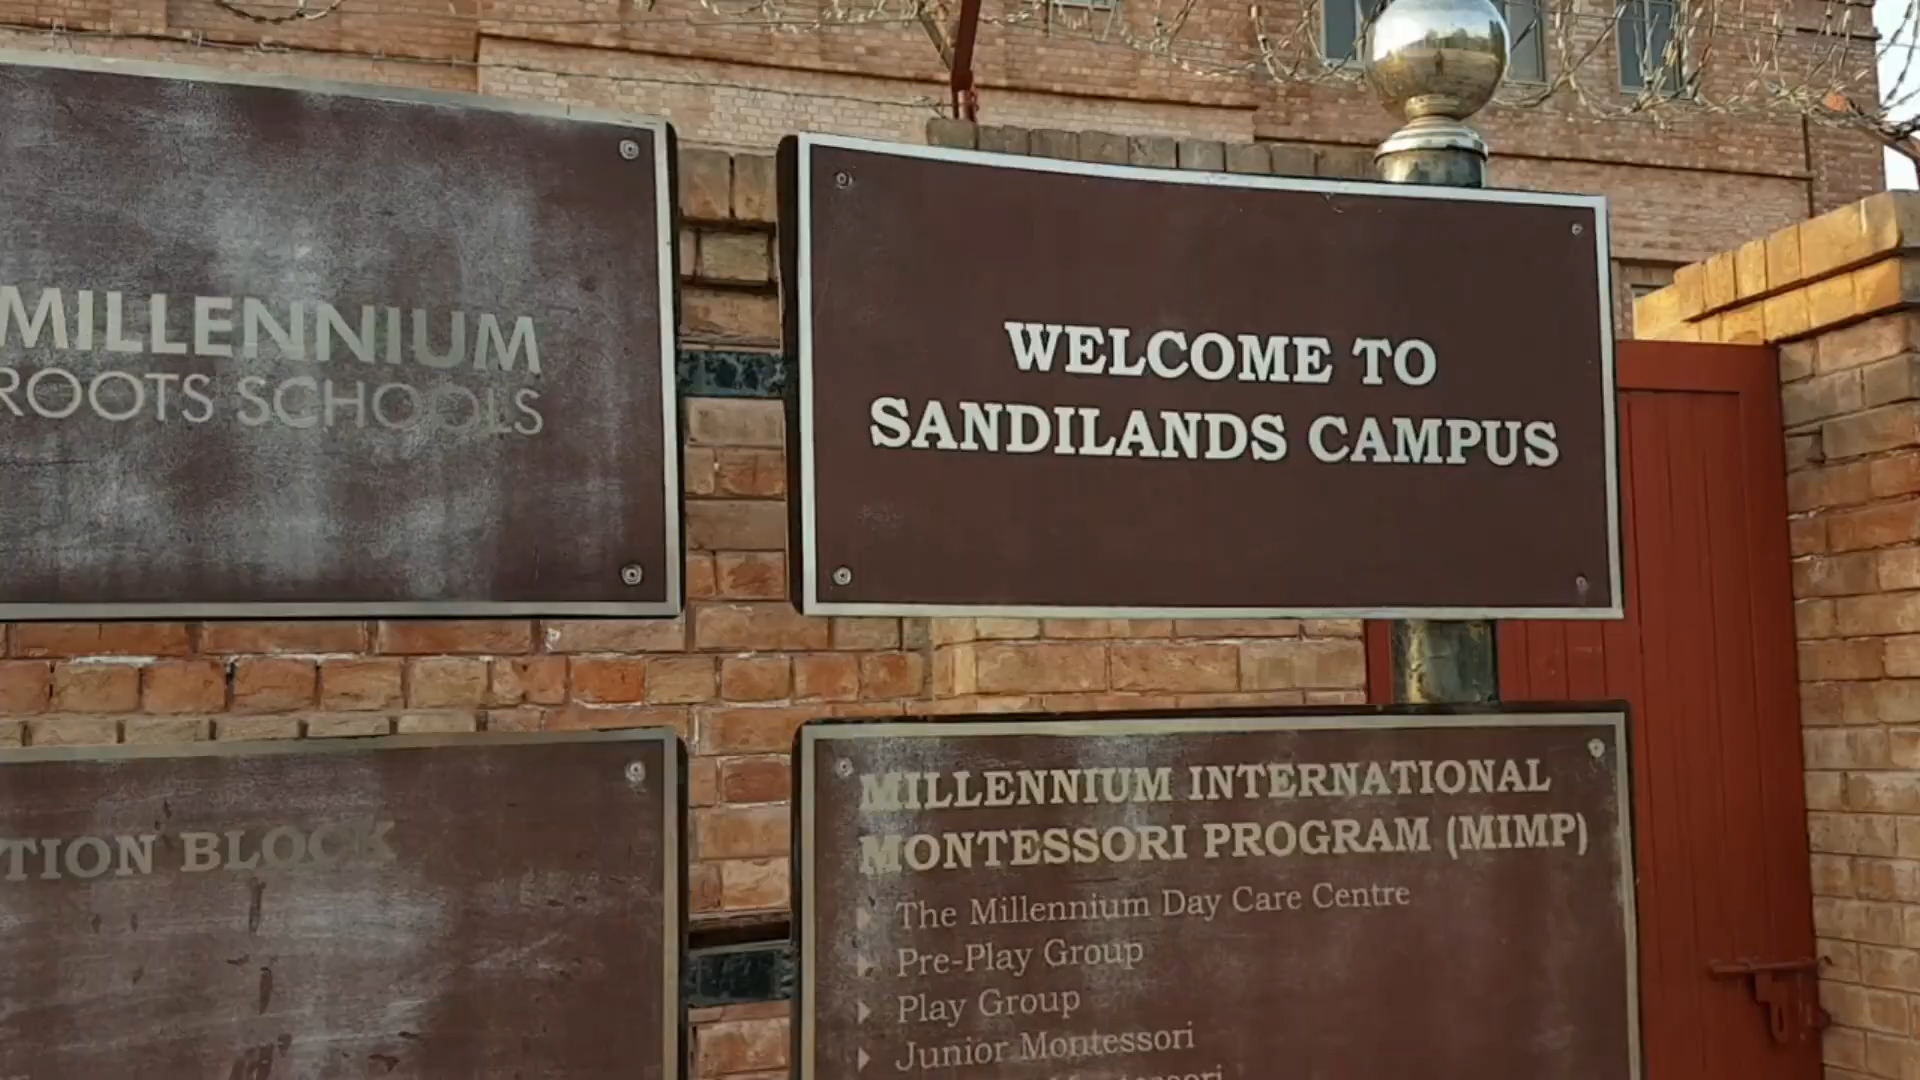 MILLENNIUM
ROOTS SCHOOLS
WELCOME TO
SANDILANDS CAMPUS
BLOCK
MILLENNIUM INTERNATIONAL
MONTESSORI PROGRAM (MIMP)
The Millennium Day Care Centre
Pre-Play Group
Play Group
Junior Montessori